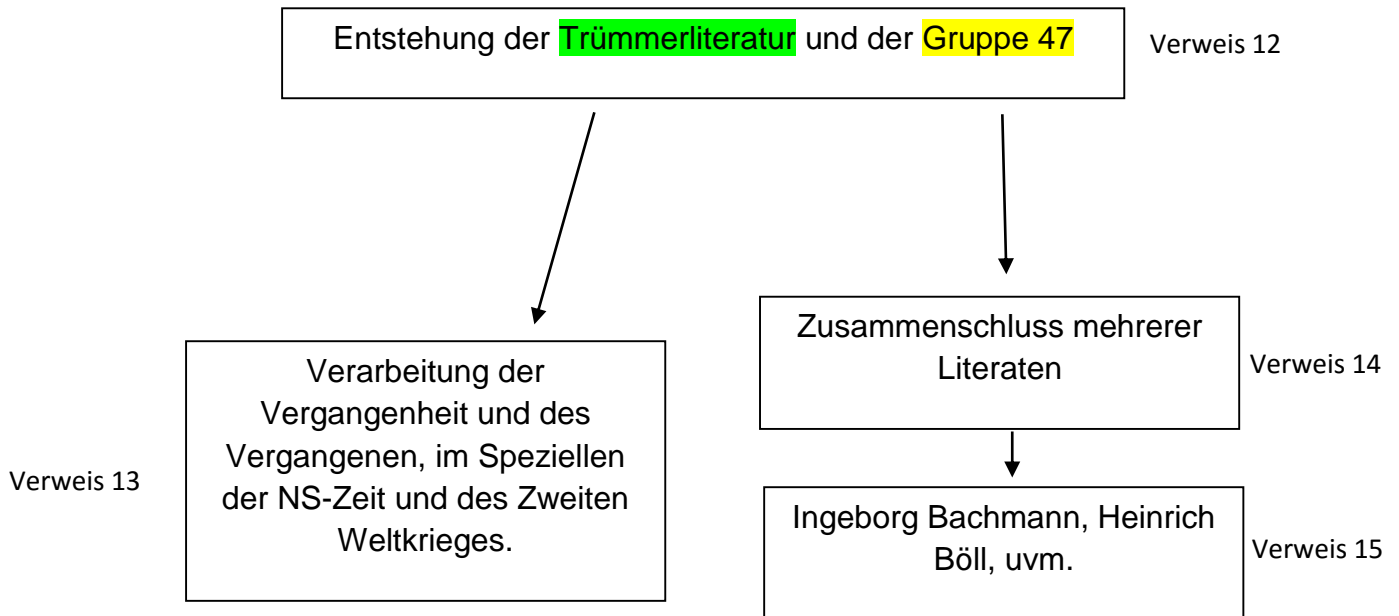 Entstehung der Trümmerliteratur und der Gruppe 47
Verweis 12
Zusammenschluss mehrerer
Literaten
Verweis 14
Verarbeitung der
Vergangenheit und des
Vergangenen, im Speziellen
der NS-Zeit und des Zweiten
Weltkrieges.
Verweis 13
Ingeborg Bachmann, Heinrich
Böll, uvm.
Verweis 15